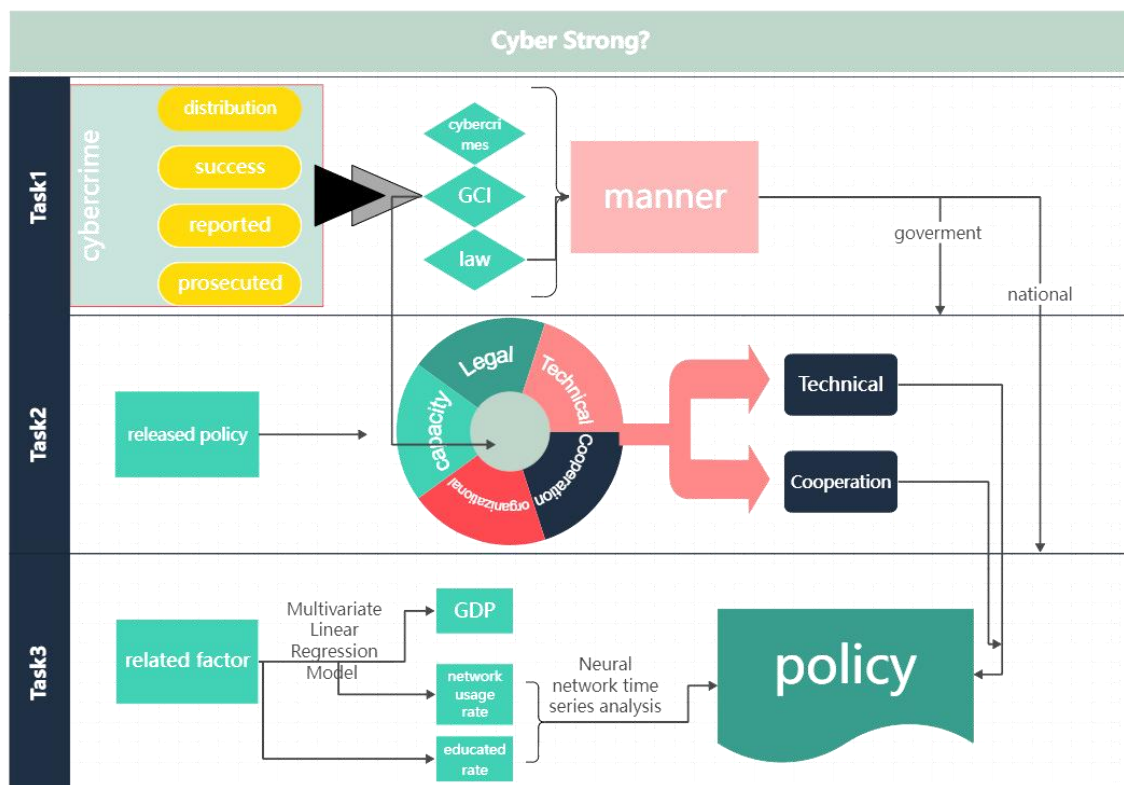 Cyber Strong?
Task1
cybercrime
distribution
success
reported
prosecuted
cybercri
mes
GCI
law
manner
goverment
national
Task2
released policy
Legal
Technical
capacity
organizational
Cooperation
Technical
Cooperation
Task3
related factor
Multivariate
Linear
Regression
Model
GDP
network
usage
rate
educated
rate
Neural
network time
series analysis
policy